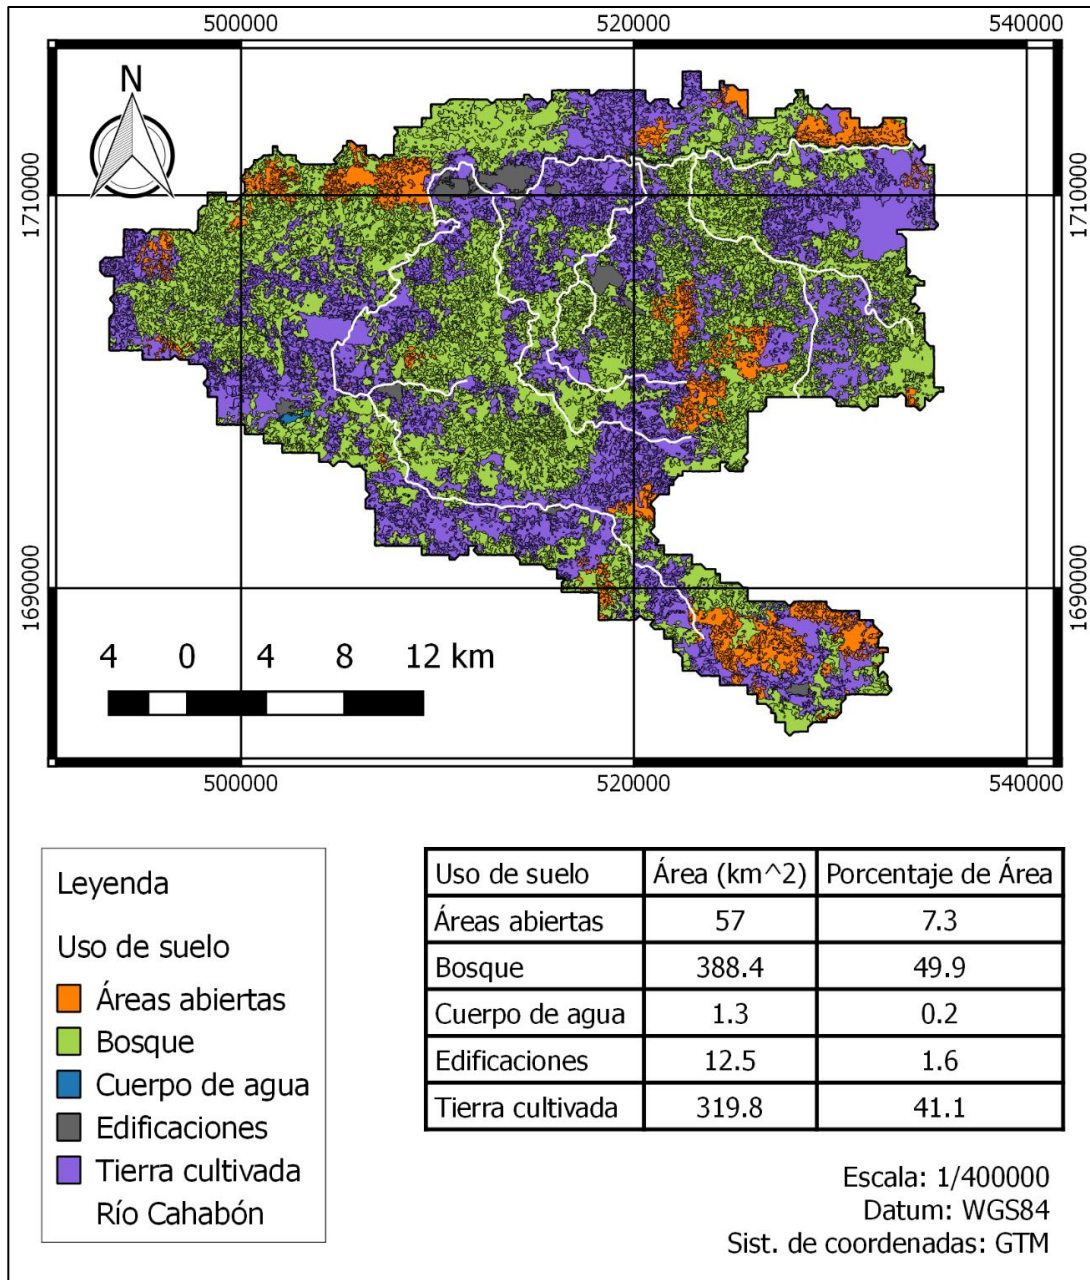 500000 520000 540000
N
1710000 1710000
1690000 1690000
4 0 4 8 12 km
500000 520000 540000
Leyenda
Uso de suelo
Áreas abiertas
Bosque
Cuerpo de agua
Edificaciones
Tierra cultivada
Río Cahabón
Uso de suelo Área (km^2) Porcentaje de Área
Áreas abiertas 57 7.3
Bosque 388.4 49.9
Cuerpo de agua 1.3 0.2
Edificaciones 12.5 1.6
Tierra cultivada 319.8 41.1
Escala: 1/400000
Datum: WGS84
Sist. de coordenadas: GTM